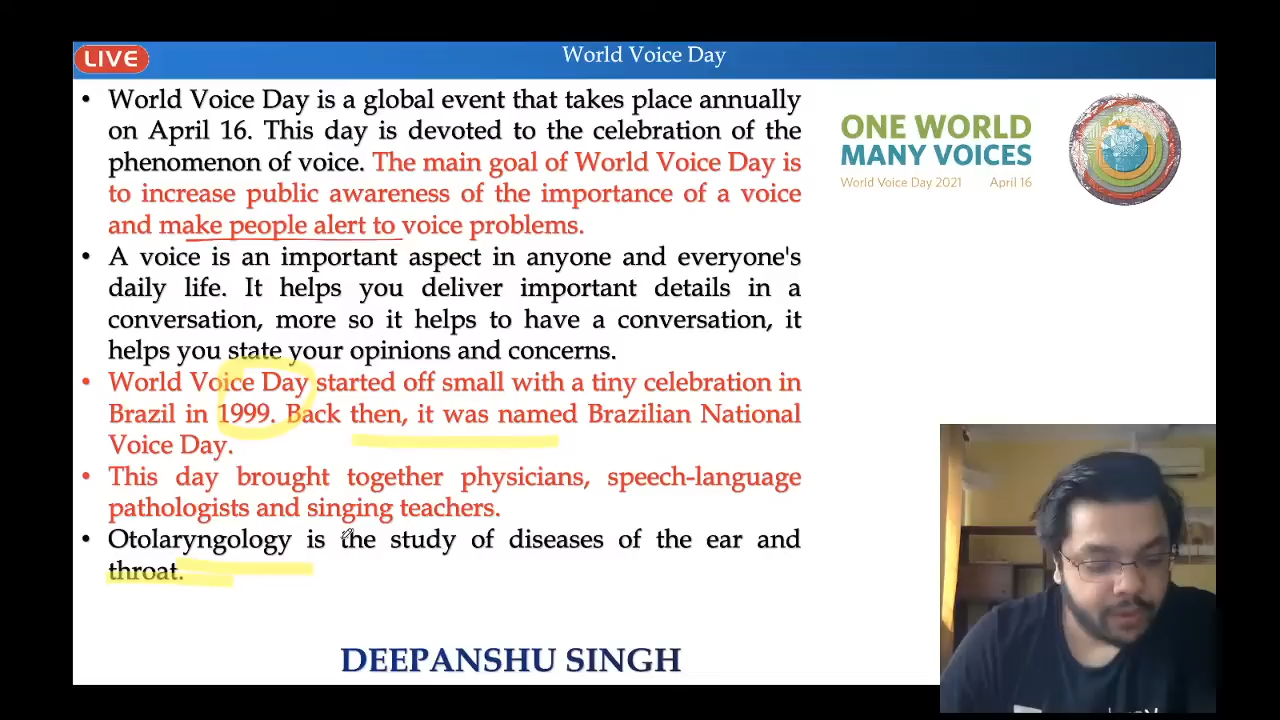 LIVE
World Voice Day
• World Voice Day is a global event that takes place annually
on April 16. This day is devoted to the celebration of the
phenomenon of voice. The main goal of World Voice Day is
to increase public awareness of the importance of a voice
and make people alert to voice problems.
• A voice is an important aspect in anyone and everyone's
daily life. It helps you deliver important details in a
conversation, more so it helps to have a conversation, it
helps you state your opinions and concerns.
• World Voice Day started off small with a tiny celebration in
Brazil in 1999. Back then, it was named Brazilian National
Voice Day.
• This day brought together physicians, speech-language
pathologists and singing teachers.
• Otolaryngology is the study of diseases of the ear and
throat.
ONE WORLD
MANY VOICES
World Voice Day 2021 April 16
DEEPANSHU SINGH